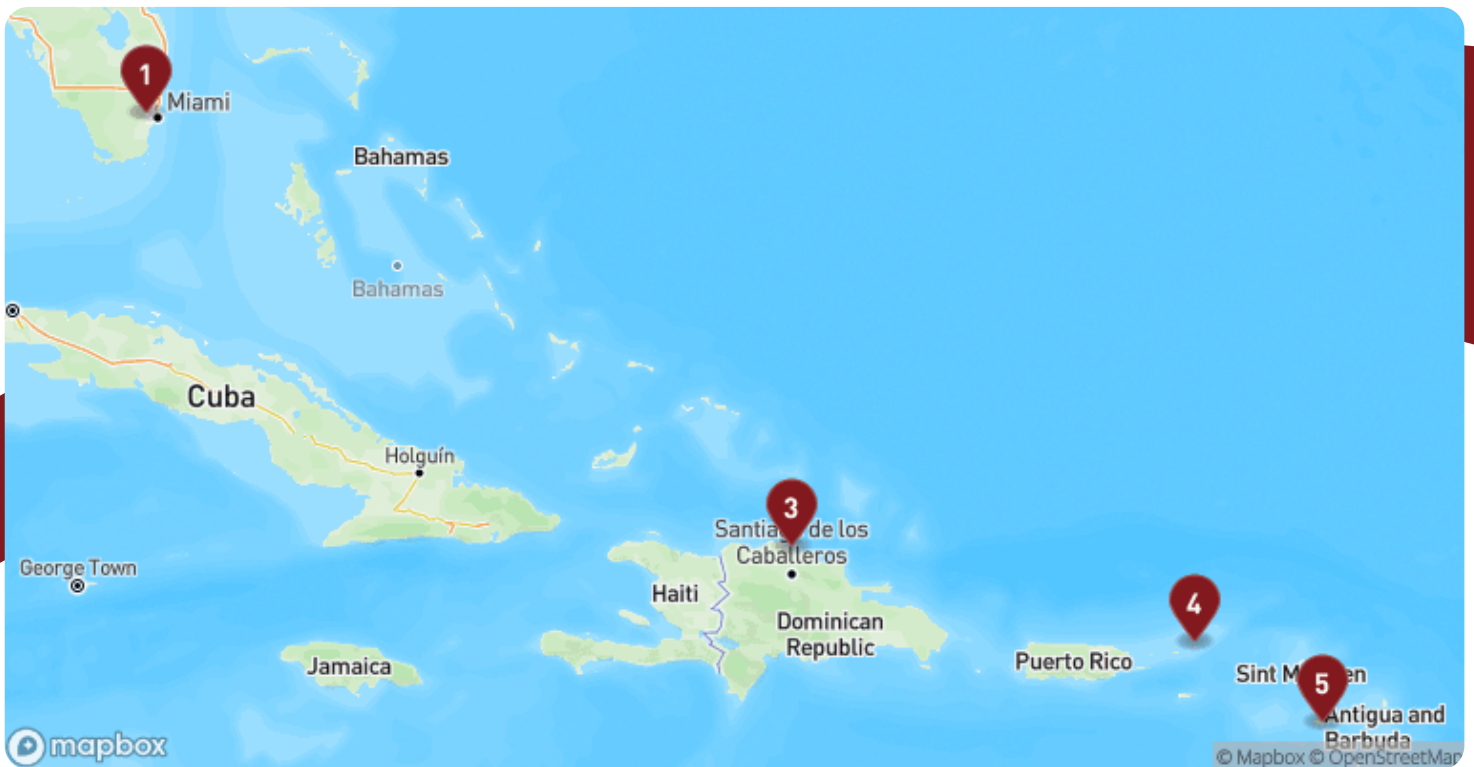 1
Miami
Bahamas
Bahamas
Cuba
Holguín
3
Santiago de los
Caballeros
George Town
Haiti
4
Dominican
Republic
Jamaica
Puerto Rico
Sint M en
5
Antigua and
Barbuda
mapbox
© Mapbox © OpenStreetMap